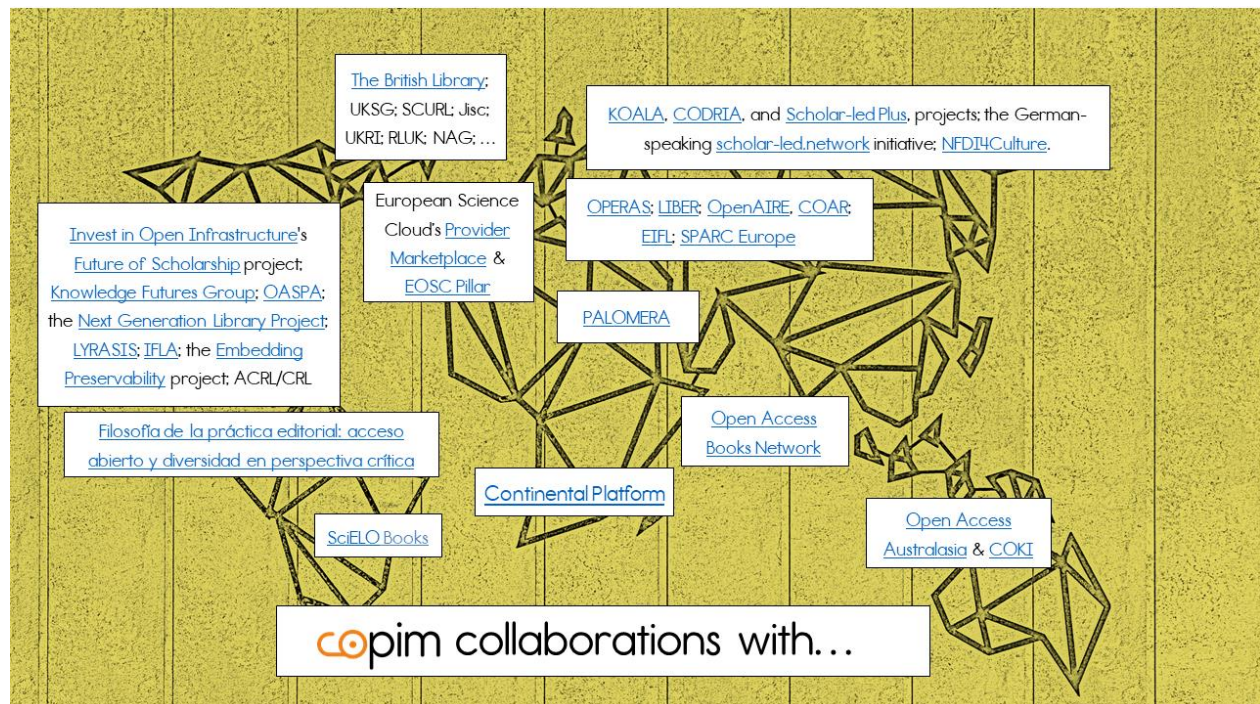 The British Library;
UKSG; SCURL; Jisc;
UKRI; RLUK; NAG; ...
KOALA, CODRIA, and Scholar-led Plus, projects; the German-
speaking scholar-led.network initiative; NFDI4Culture.
European Science
Cloud's Provider
Marketplace &
EOSC Pillar
OPERAS; LIBER; OpenAIRE, COAR;
EIFL; SPARC Europe
Invest in Open Infrastructure's
Future of Scholarship project;
Knowledge Futures Group; OASPA;
the Next Generation Library Project;
LYRASIS; IFLA; the Embedding
Preservability project; ACRL/CRL
PALOMERA
Filosofía de la práctica editorial: acceso
abierto y diversidad en perspectiva crítica
Open Access
Books Network
Continental Platform
SciELO Books
Open Access
Australasia & COKI
copim collaborations with...